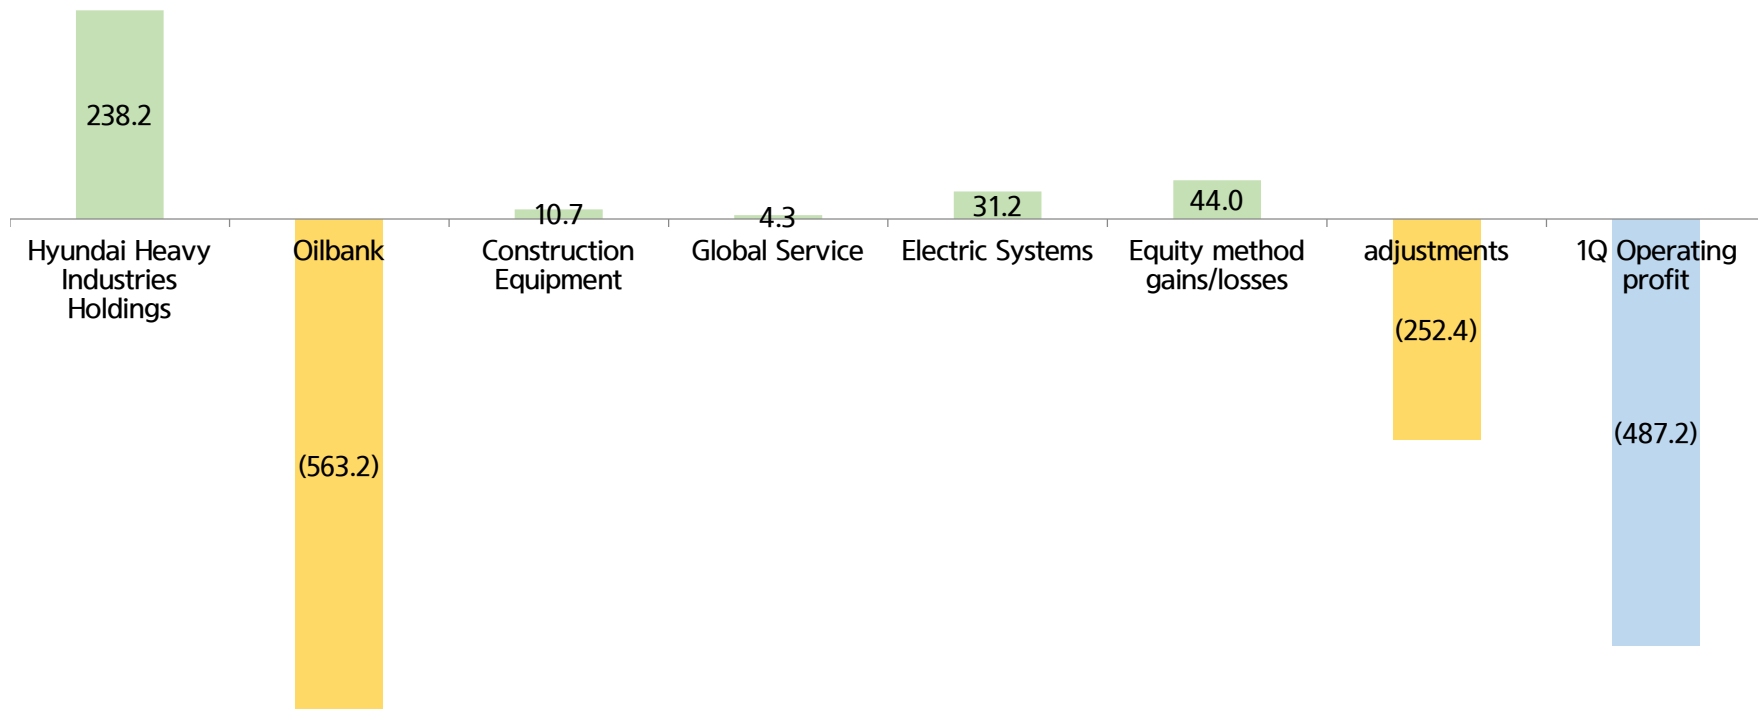 238.2
10.7
4.3
31.2
44.0
Hyundai Heavy
Industries
Holdings
Oilbank
Construction
Equipment
Global Service
Electric Systems
Equity method
gains/losses
adjustments
1Q Operating
profit
(252.4)
(487.2)
(563.2)